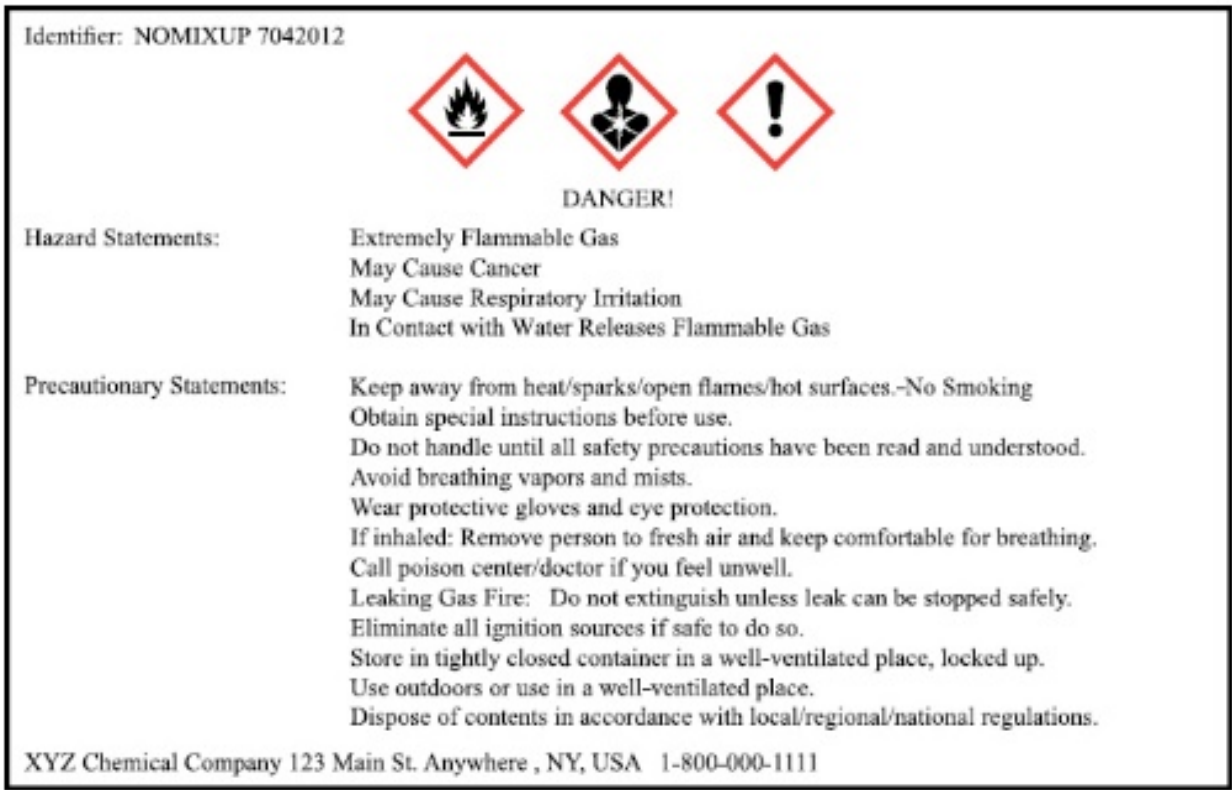 Identifier: NOMIXUP 7042012
DANGER!
Hazard Statements: Extremely Flammable Gas
May Cause Cancer
May Cause Respiratory Irritation
In Contact with Water Releases Flammable Gas
Precautionary Statements: Keep away from heat/sparks/open flames/hot surfaces.-No Smoking
Obtain special instructions before use.
Do not handle until all safety precautions have been read and understood.
Avoid breathing vapors and mists.
Wear protective gloves and eye protection.
If inhaled: Remove person to fresh air and keep comfortable for breathing.
Call poison center/doctor if you feel unwell.
Leaking Gas Fire: Do not extinguish unless leak can be stopped safely.
Eliminate all ignition sources if safe to do so.
Store in tightly closed container in a well-ventilated place, locked up.
Use outdoors or use in a well-ventilated place.
Dispose of contents in accordance with local/regional/national regulations.
XYZ Chemical Company 123 Main St. Anywhere , NY, USA 1-800-000-1111